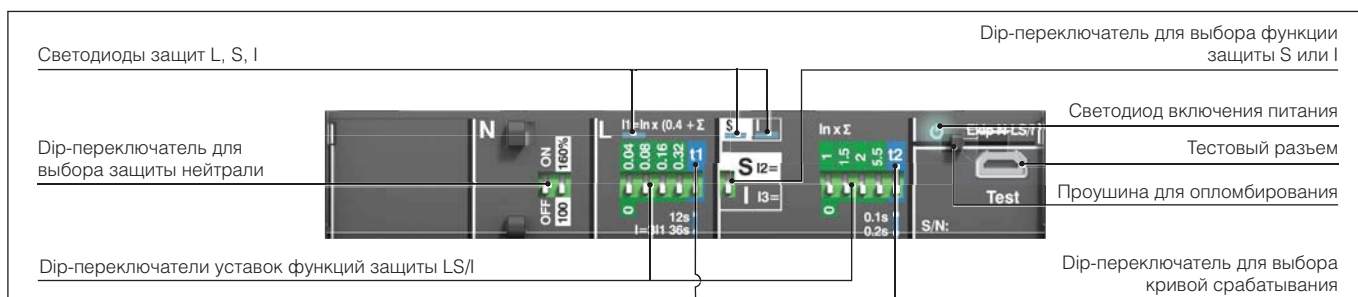 Светодиоды защит L, S, I
Dip-переключатель для выбора функции
защиты S или I
Светодиод включения питания
Dip-переключатель для
выбора защиты нейтрали
Тестовый разъем
Проушина для опломбирования
Dip-переключатели уставок функций защиты LS/I
Dip-переключатель для выбора
кривой срабатывания
N
ON
160%
OFF
100
L
I1=In x (0.4 + Σ
0.04
0.08
0.16
0.32
t1
0
12s
I=3I1 36s
S
I
S I2=
I I3=
In x Σ
1
1.5
2
5.5
t2
0
0.1s
0.2s
Ekip N LS/I
Test
S/N: